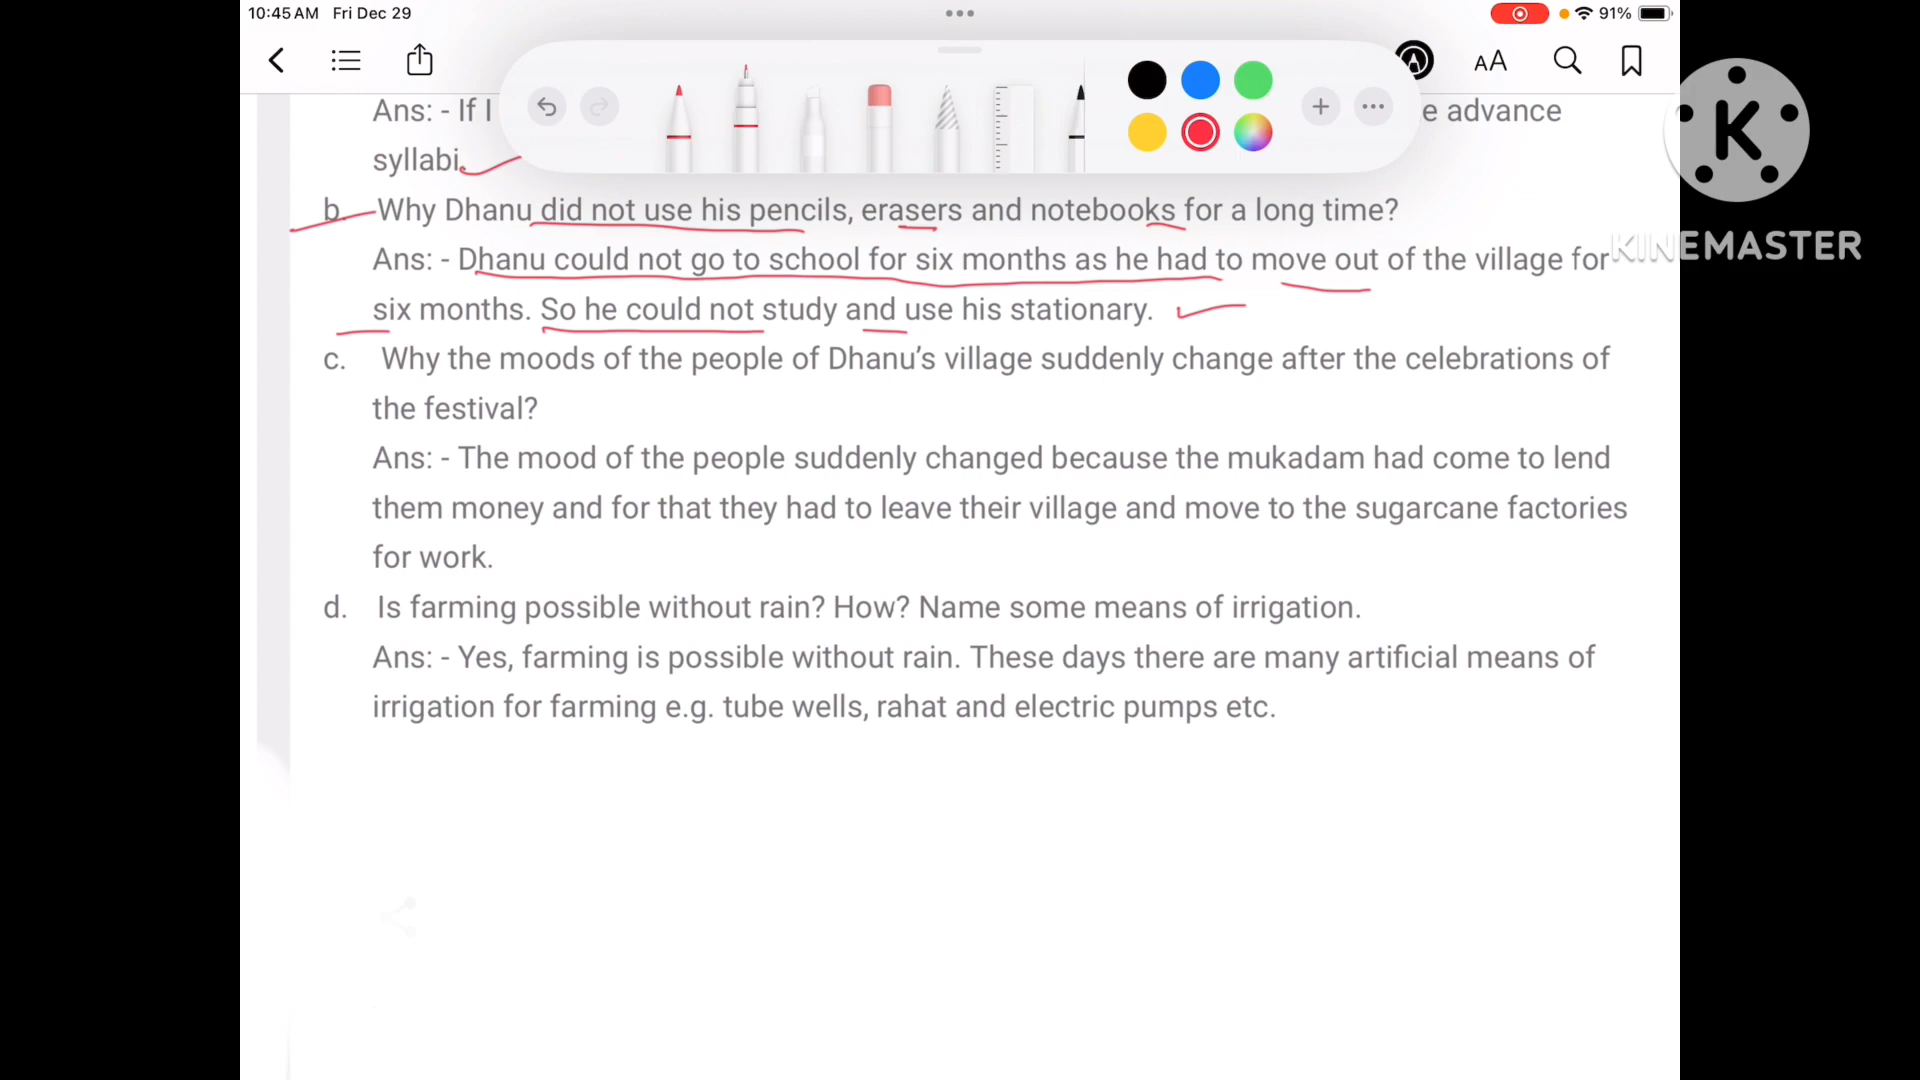 10:45 AM Fri Dec 29
91%
AA
Ans: - If I
e advance
syllabi.
b. Why Dhanu did not use his pencils, erasers and notebooks for a long time?
Ans: - Dhanu could not go to school for six months as he had to move out of the village for
six months. So he could not study and use his stationary.
c. Why the moods of the people of Dhanu’s village suddenly change after the celebrations of
the festival?
Ans: - The mood of the people suddenly changed because the mukadam had come to lend
them money and for that they had to leave their village and move to the sugarcane factories
for work.
d. Is farming possible without rain? How? Name some means of irrigation.
Ans: - Yes, farming is possible without rain. These days there are many artificial means of
irrigation for farming e.g. tube wells, rahat and electric pumps etc.
K
KINEMASTER